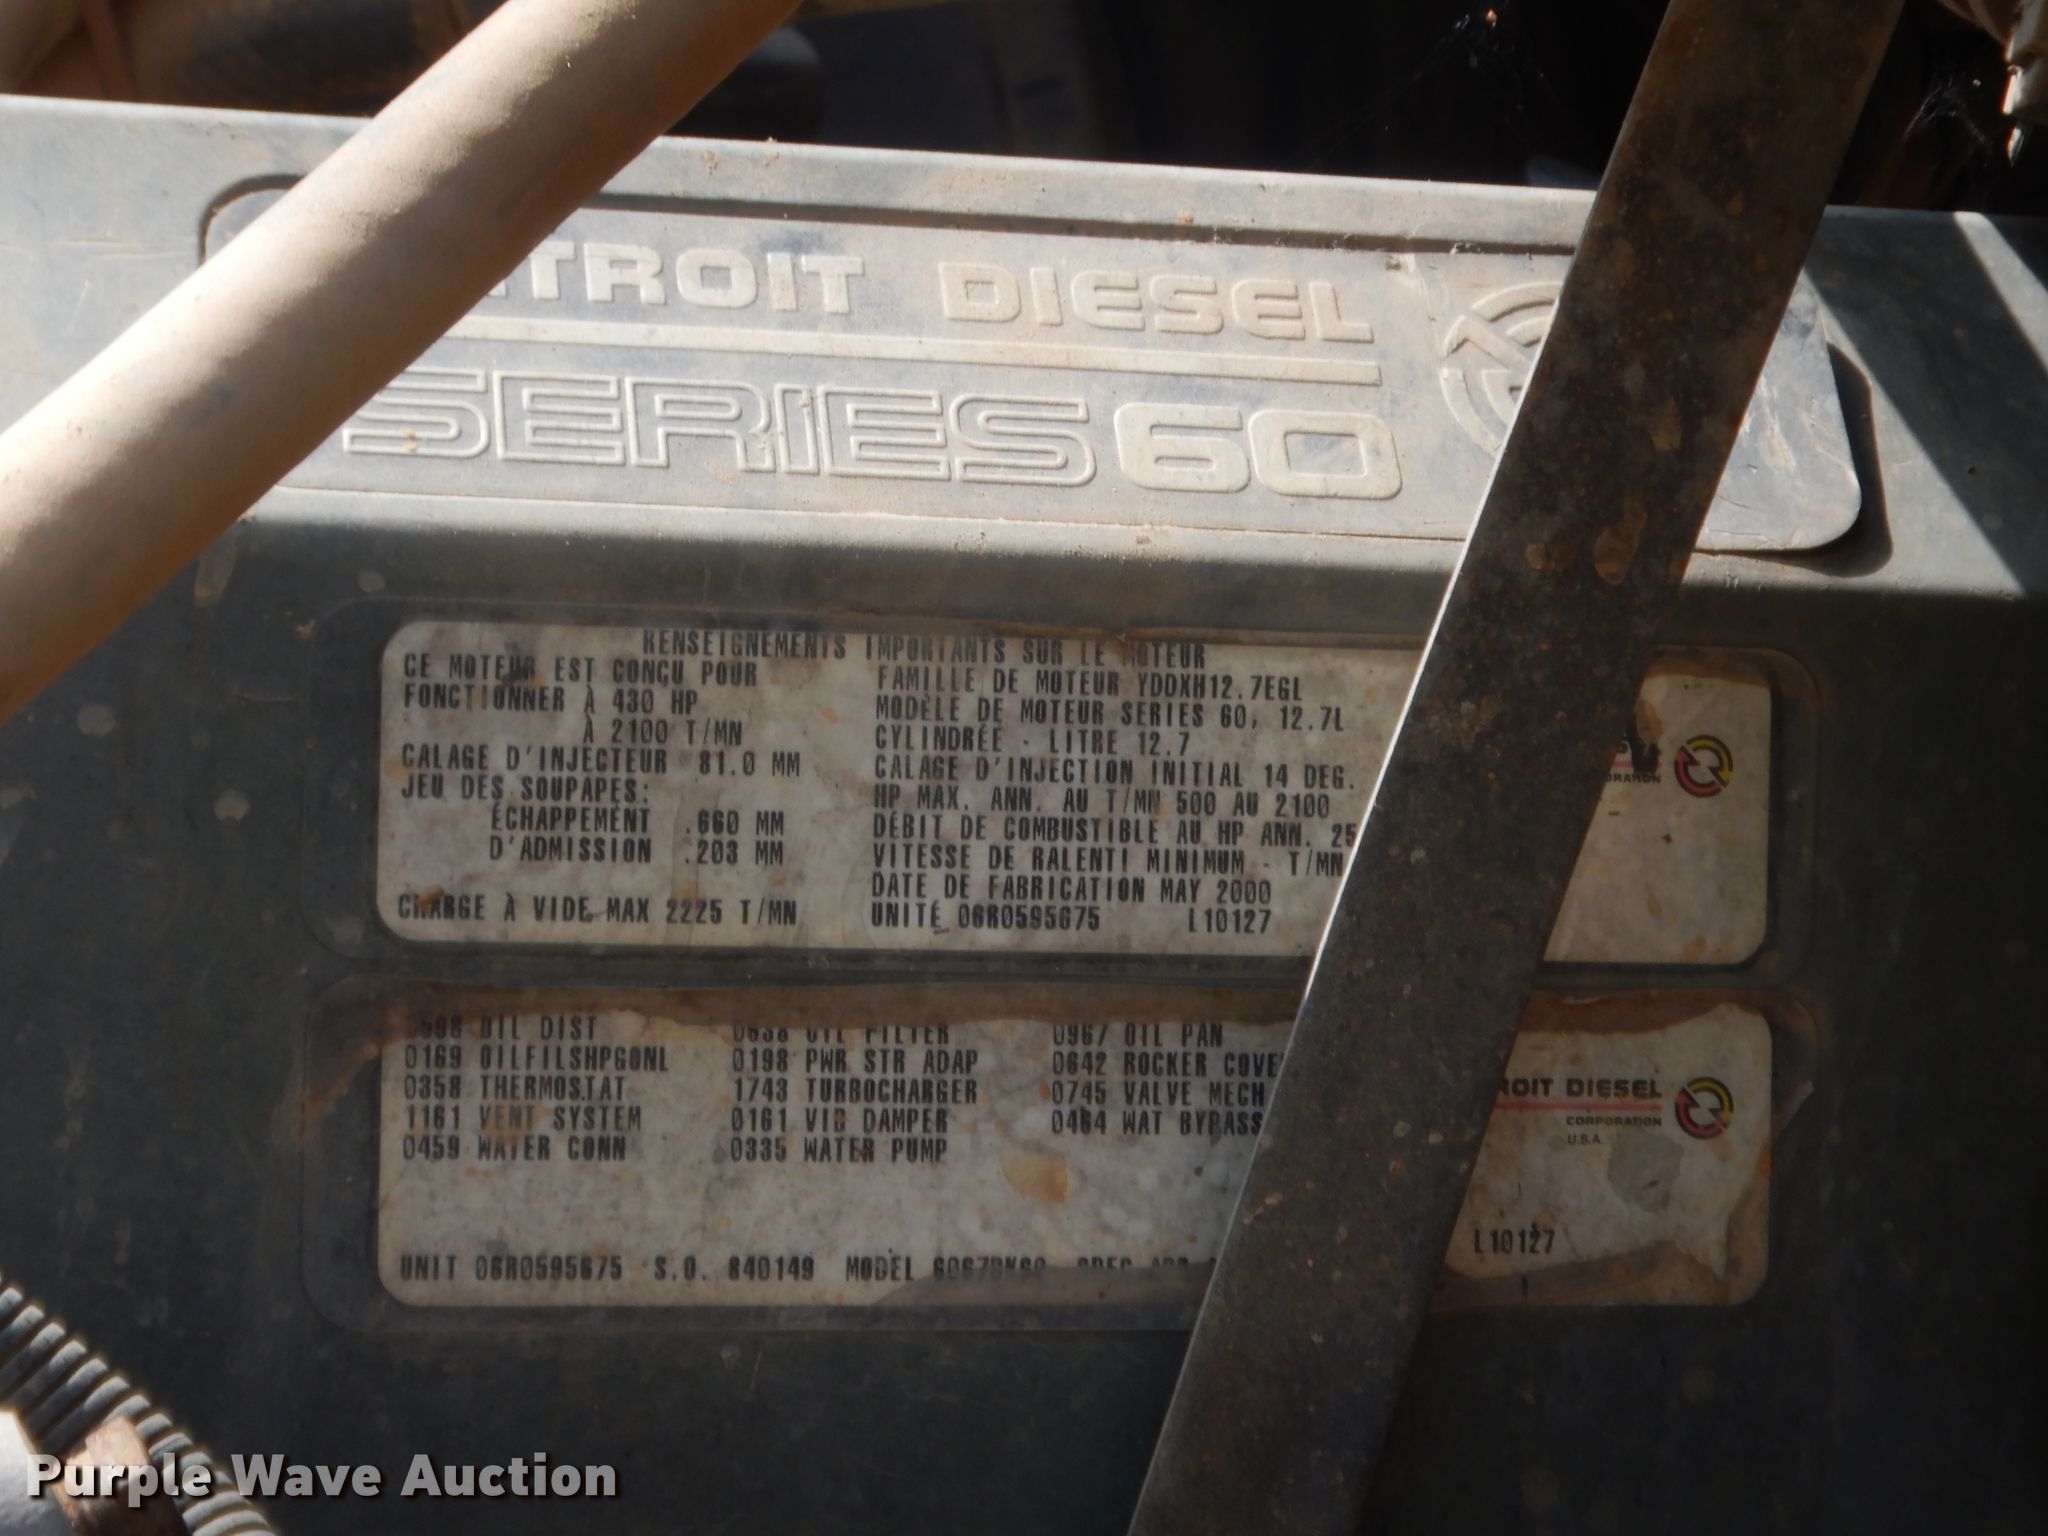 TROIT DIESEL
SERIES 60
RENSEIGNEMENTS IMPORTANTS SUR LE MOTEUR
CE MOTEUR EST CONÇU POUR
FONCTIONNER À 430 HP
À 2100 T/MN
CALAGE D'INJECTEUR 81.0 MM
JEU DES SOUPAPES:
ÉCHAPPEMENT .660 MM
D'ADMISSION .203 MM
CHARGE À VIDE MAX 2225 T/MN
FAMILLE DE MOTEUR YDDXH12.7EGL
MODÈLE DE MOTEUR SERIES 60, 12.7L
CYLINDRÉE - LITRE 12.7
CALAGE D'INJECTION INITIAL 14 DEG.
HP MAX. ANN. AU T/MN 500 AU 2100
DÉBIT DE COMBUSTIBLE AU HP ANN. 25
VITESSE DE RALENTI MINIMUM - T/MN
DATE DE FABRICATION MAY 2000
UNITÉ 06R0595675 L10127
OIL DIST 0638 OIL FILTER 0967 OIL PAN
0169 OILFILSHPGONL 0198 PWR STR ADAP 0642 ROCKER COVE
0358 THERMOSTAT 1743 TURBOCHARGER 0745 VALVE MECH
1161 VENT SYSTEM 0161 VIB DAMPER 0464 WAT BYPASS
0459 WATER CONN 0335 WATER PUMP
ROIT DIESEL
CORPORATION
U.S.A.
UNIT 06R0595675 S.O. 840149 MODEL L10127
Purple Wave Auction